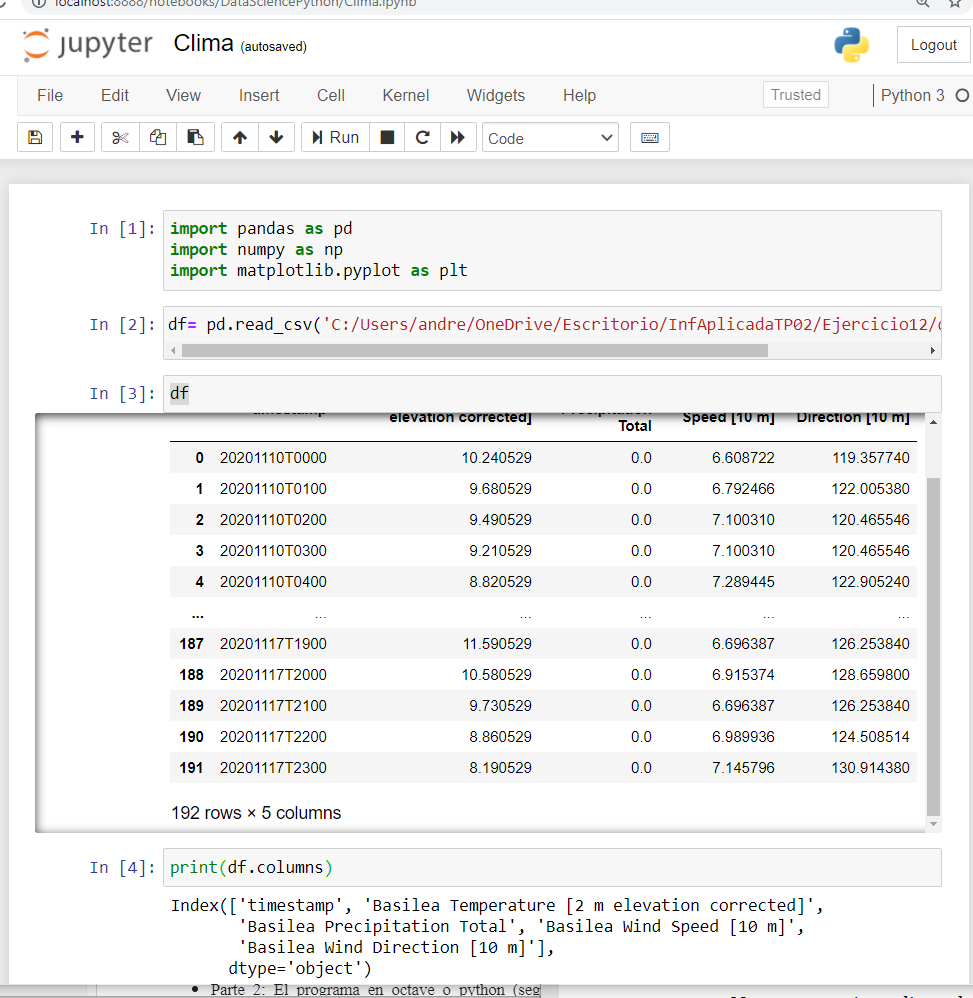 localhost:8888/notebooks/DataSciencePython/Clima.ipynb
jupyter Clima (autosaved)
Logout
File Edit View Insert Cell Kernel Widgets Help Trusted Python 3
Run Code
In [1]: import pandas as pd
import numpy as np
import matplotlib.pyplot as plt
In [2]: df= pd.read_csv('C:/Users/andre/OneDrive/Escritorio/InfAplicadaTP02/Ejercicio12/
In [3]: df
timestamp elevation corrected] Precipitation Speed [10 m] Direction [10 m]
Total
0 20201110T0000 10.240529 0.0 6.608722 119.357740
1 20201110T0100 9.680529 0.0 6.792466 122.005380
2 20201110T0200 9.490529 0.0 7.100310 120.465546
3 20201110T0300 9.210529 0.0 7.100310 120.465546
4 20201110T0400 8.820529 0.0 7.289445 122.905240
... ... ... ... ... ...
187 20201117T1900 11.590529 0.0 6.696387 126.253840
188 20201117T2000 10.580529 0.0 6.915374 128.659800
189 20201117T2100 9.730529 0.0 6.696387 126.253840
190 20201117T2200 8.860529 0.0 6.989936 124.508514
191 20201117T2300 8.190529 0.0 7.145796 130.914380
192 rows × 5 columns
In [4]: print(df.columns)
Index(['timestamp', 'Basilea Temperature [2 m elevation corrected]',
'Basilea Precipitation Total', 'Basilea Wind Speed [10 m]',
'Basilea Wind Direction [10 m]'],
dtype='object')
• Parte 2: El programa en octave o python (seg